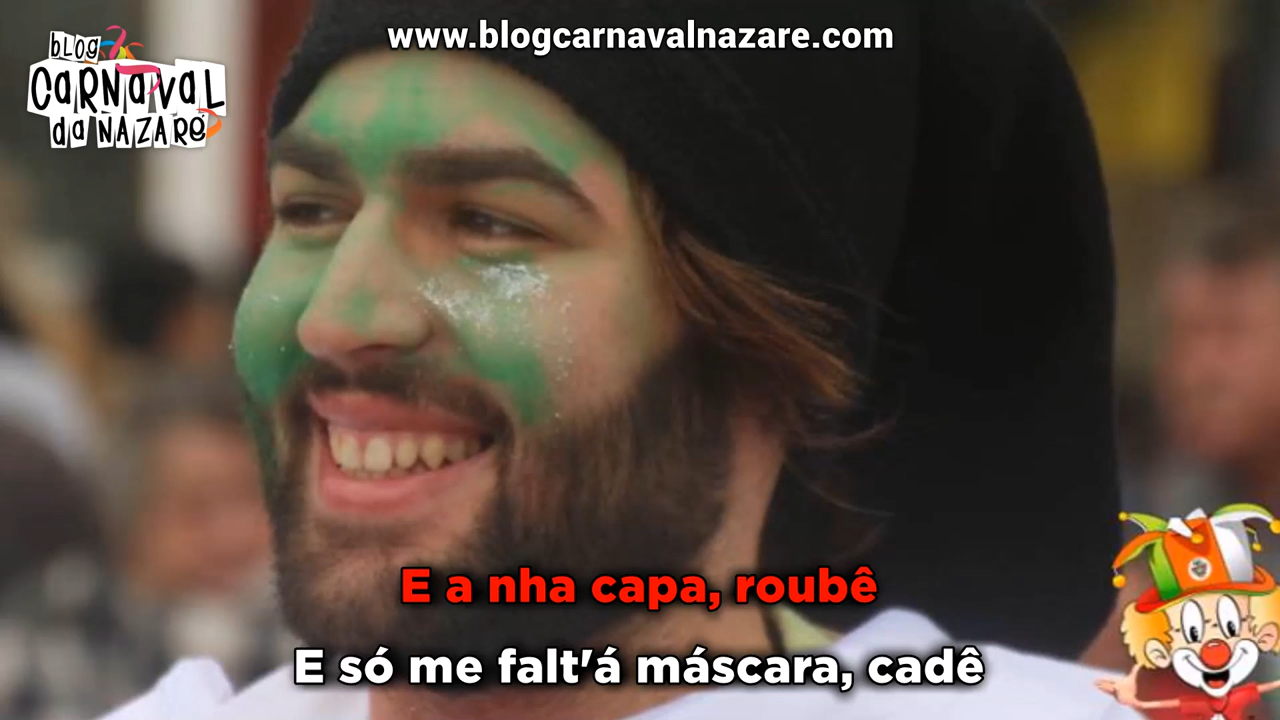 www.blogcarnavalnazare.com
BLOG
CARNAVAL
da NAZARÉ
E a nha capa, roubê
E só me falt'á máscara, cadê